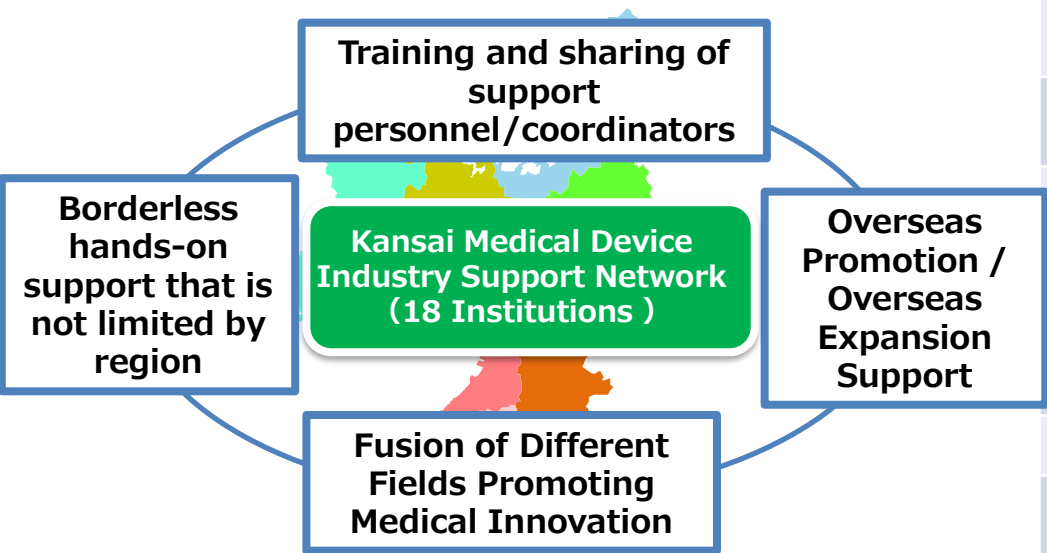 Training and sharing of
support
personnel/coordinators
Borderless
hands-on
support that is
not limited by
region
Kansai Medical Device
Industry Support Network
（18 Institutions ）
Overseas
Promotion /
Overseas
Expansion
Support
Fusion of Different
Fields Promoting
Medical Innovation